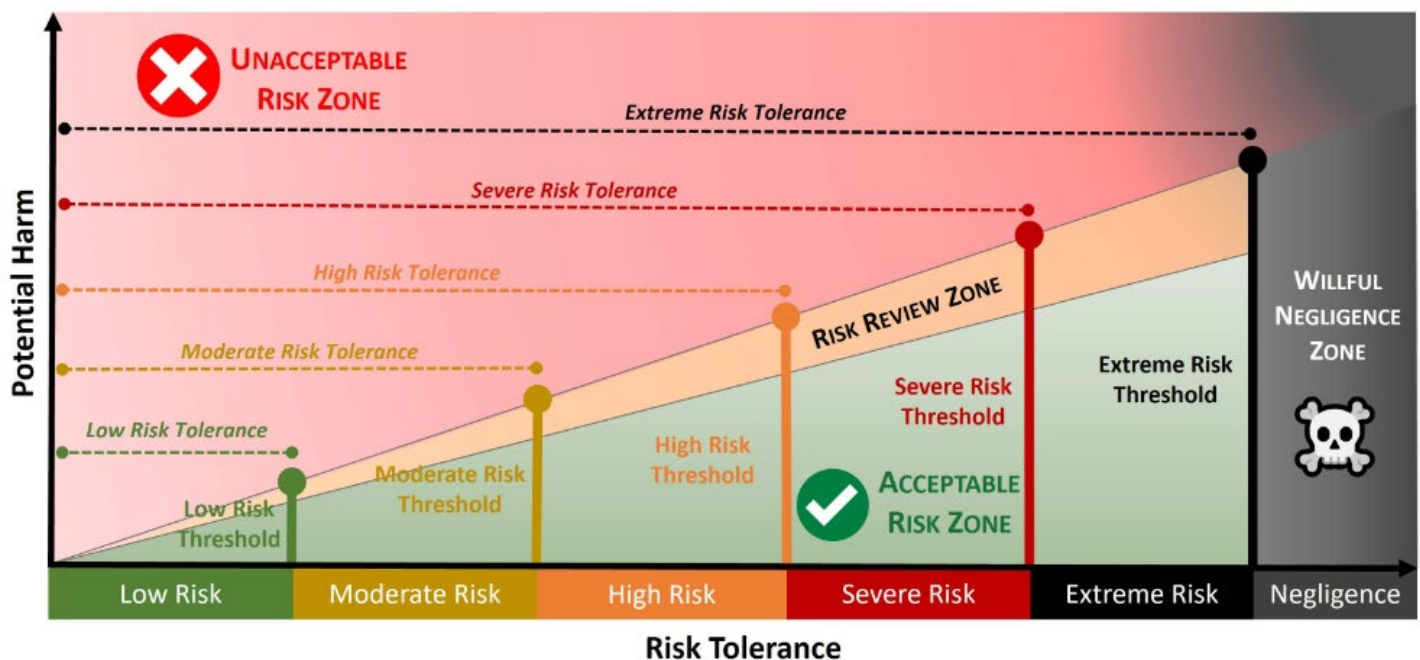 UNACCEPTABLE
RISK ZONE
Extreme Risk Tolerance
Severe Risk Tolerance
High Risk Tolerance
Moderate Risk Tolerance
Low Risk Tolerance
Potential Harm
RISK REVIEW ZONE
WILLFUL
NEGLIGENCE
ZONE
Low Risk
Threshold
Moderate Risk
Threshold
High Risk
Threshold
Severe Risk
Threshold
Extreme Risk
Threshold
ACCEPTABLE
RISK ZONE
Low Risk
Moderate Risk
High Risk
Severe Risk
Extreme Risk
Negligence
Risk Tolerance